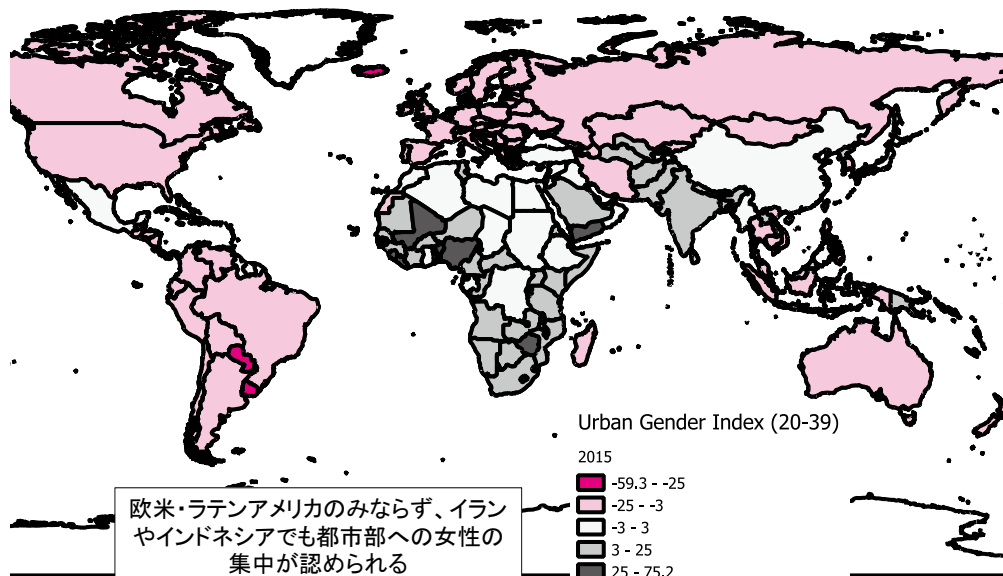 Urban Gender Index (20-39)
2015
-59.3 - -25
-25 - -3
-3 - 3
3 - 25
25 - 75.2
欧米・ラテンアメリカのみならず、イラン
やインドネシアでも都市部への女性の
集中が認められる